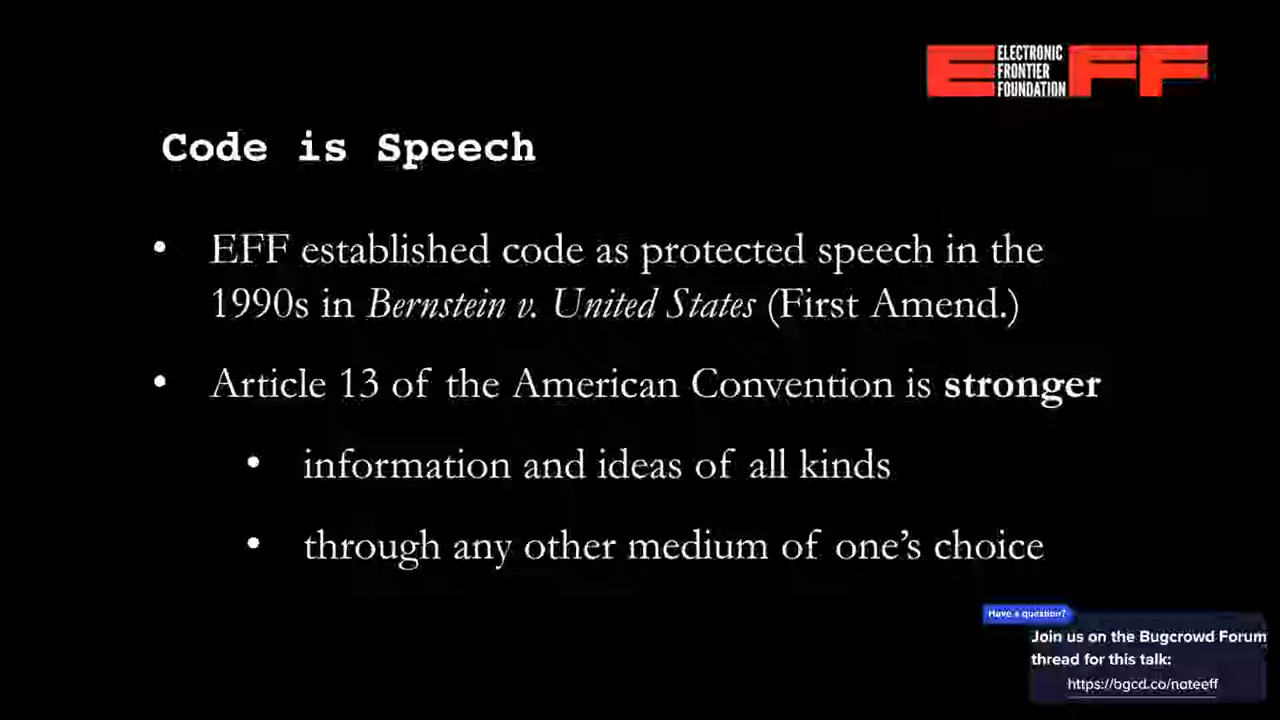 EFF
ELECTRONIC
FRONTIER
FOUNDATION
Code is Speech
• EFF established code as protected speech in the
1990s in Bernstein v. United States (First Amend.)
• Article 13 of the American Convention is stronger
• information and ideas of all kinds
• through any other medium of one’s choice
Have a question?
Join us on the Bugcrowd Forum
thread for this talk:
https://bgcd.co/nateeff